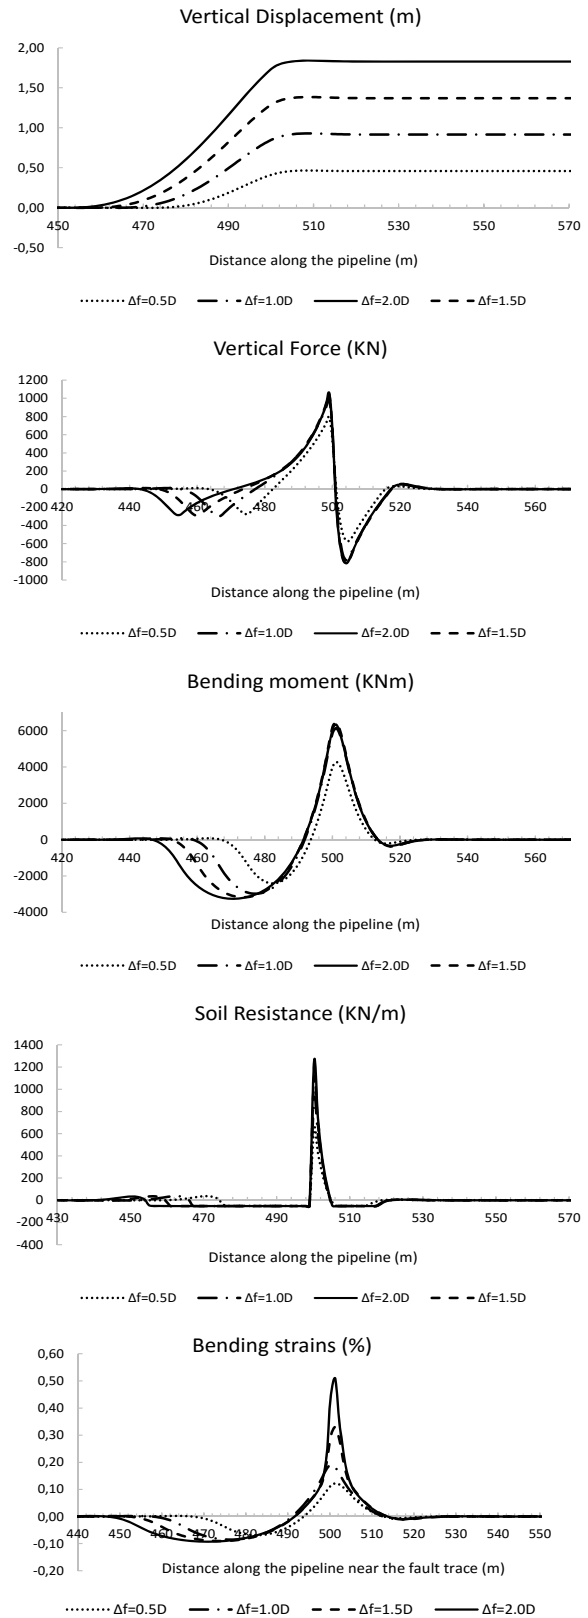 Vertical Displacement (m)
2,00
1,50
1,00
0,50
0,00
450 470 490 510 530 550 570
-0,50
Distance along the pipeline (m)
Δf=0.5D Δf=1.0D Δf=2.0D Δf=1.5D
Vertical Force (KN)
1200
1000
800
600
400
200
0
420 440 460 480 500 520 540 560
-200
-400
-600
-800
-1000
Distance along the pipeline (m)
Δf=0.5D Δf=1.0D Δf=2.0D Δf=1.5D
Bending moment (KNm)
6000
4000
2000
0
420 440 460 480 500 520 540 560
-2000
-4000
Distance along the pipeline (m)
Δf=0.5D Δf=1.0D Δf=2.0D Δf=1.5D
Soil Resistance (KN/m)
1400
1200
1000
800
600
400
200
0
430 450 470 490 510 530 550 570
-200
-400
Distance along the pipeline (m)
Δf=0.5D Δf=1.0D Δf=2.0D Δf=1.5D
Bending strains (%)
0,60
0,50
0,40
0,30
0,20
0,10
0,00
440 450 460 470 480 490 500 510 520 530 540 550
-0,10
-0,20
Distance along the pipeline near the fault trace (m)
Δf=0.5D Δf=1.0D Δf=1.5D Δf=2.0D